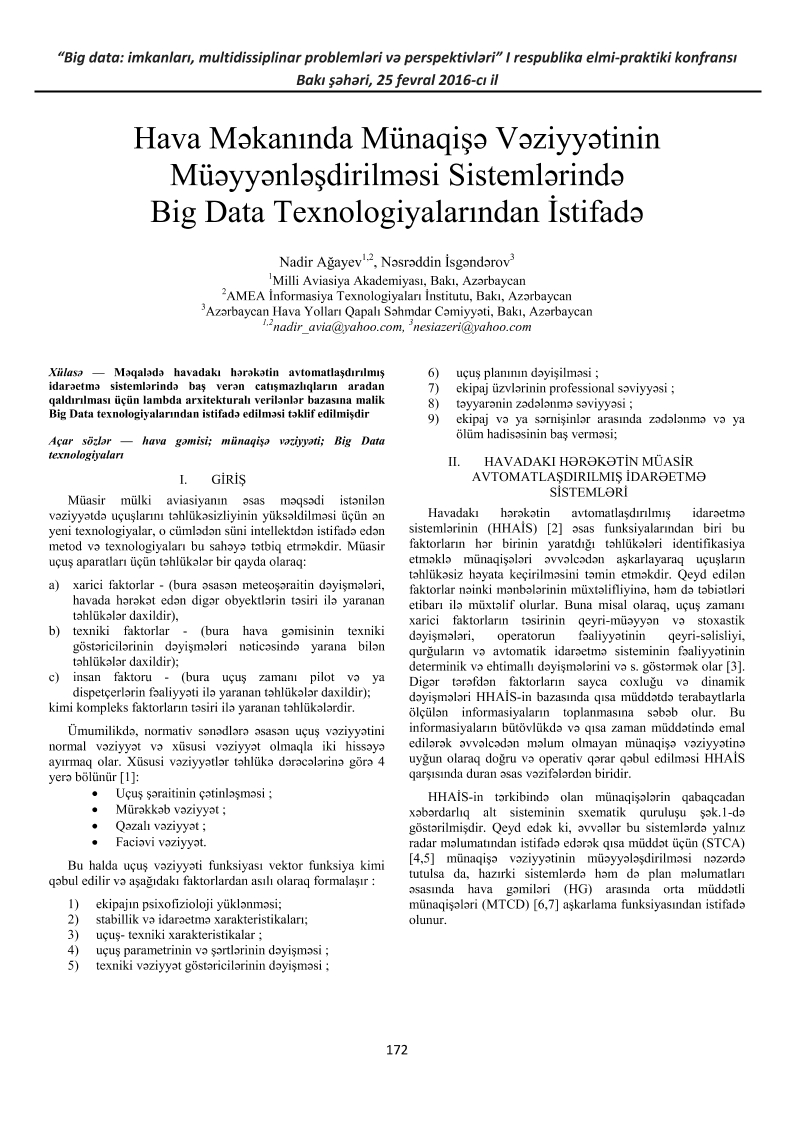 “Big data: imkanları, multidissiplinar problemləri və perspektivləri” I respublika elmi-praktiki konfransı
Bakı şəhəri, 25 fevral 2016-cı il
Hava Məkanında Münaqişə Vəziyyətinin
Müəyyənləşdirilməsi Sistemlərində
Big Data Texnologiyalarından İstifadə
Nadir Ağayev1,2, Nəsrəddin İsgəndərov3
1Milli Aviasiya Akademiyası, Bakı, Azərbaycan
2AMEA İnformasiya Texnologiyaları İnstitutu, Bakı, Azərbaycan
3Azərbaycan Hava Yolları Qapalı Səhmdar Cəmiyyəti, Bakı, Azərbaycan
1,2nadir_avia@yahoo.com, 3nesiazeri@yahoo.com
Xülasə — Məqalədə havadakı hərəkətin avtomatlaşdırılmış
idarəetmə sistemlərində baş verən catışmazlıqların aradan
qaldırılması üçün lambda arxitekturalı verilənlər bazasına malik
Big Data texnologiyalarından istifadə edilməsi təklif edilmişdir
Açar sözlər — hava gəmisi; münaqişə vəziyyəti; Big Data
texnologiyaları
I. GİRİŞ
Müasir mülki aviasiyanın əsas məqsədi istənilən
vəziyyətdə uçuşlarını təhlükəsizliyinin yüksəldilməsi üçün ən
yeni texnologiyalar, o cümlədən süni intellektdən istifadə edən
metod və texnologiyaları bu sahəyə tətbiq etrməkdir. Müasir
uçuş aparatları üçün təhlükələr bir qayda olaraq:
a) xarici faktorlar - (bura əsasən meteoşəraitin dəyişmələri,
havada hərəkət edən digər obyektlərin təsiri ilə yaranan
təhlükələr daxildir),
b) texniki faktorlar - (bura hava gəmisinin texniki
göstəricilərinin dəyişmələri nəticəsində yarana bilən
təhlükələr daxildir);
c) insan faktoru - (bura uçuş zamanı pilot və ya
dispetçerlərin fəaliyyəti ilə yaranan təhlükələr daxildir);
kimi kompleks faktorların təsiri ilə yaranan təhlükələrdir.
Ümumilikdə, normativ sənədlərə əsasən uçuş vəziyyətini
normal vəziyyət və xüsusi vəziyyət olmaqla iki hissəyə
ayırmaq olar. Xüsusi vəziyyətlər təhlükə dərəcələrinə görə 4
yerə bölünür [1]:
• Uçuş şəraitinin çətinləşməsi ;
• Mürəkkəb vəziyyət ;
• Qəzalı vəziyyət ;
• Faciəvi vəziyyət.
Bu halda uçuş vəziyyəti funksiyası vektor funksiya kimi
qəbul edilir və aşağıdakı faktorlardan asılı olaraq formalaşır :
1) ekipajın psixofizioloji yüklənməsi;
2) stabillik və idarəetmə xarakteristikaları;
3) uçuş- texniki xarakteristikalar ;
4) uçuş parametrinin və şərtlərinin dəyişməsi ;
5) texniki vəziyyət göstəricilərinin dəyişməsi ;
6) uçuş planının dəyişilməsi ;
7) ekipaj üzvlərinin professional səviyyəsi ;
8) təyyarənin zədələnmə səviyyəsi ;
9) ekipaj və ya sərnişinlər arasında zədələnmə və ya
ölüm hadisəsinin baş verməsi;
II. HAVADAKI HƏRƏKƏTİN MÜASİR
AVTOMATLAŞDIRILMIŞ İDARƏETMƏ
SİSTEMLƏRİ
Havadakı hərəkətin avtomatlaşdırılmış idarəetmə
sistemlərinin (HHAİS) [2] əsas funksiyalarından biri bu
faktorların hər birinin yaratdığı təhlükələri identifikasiya
etməklə münaqişələri əvvəlcədən aşkarlayaraq uçuşların
təhlükəsiz həyata keçirilməsini təmin etməkdir. Qeyd edilən
faktorlar nəinki mənbələrinin müxtəlifliyinə, həm də təbiətləri
etibarı ilə müxtəlif olurlar. Buna misal olaraq, uçuş zamanı
xarici faktorların təsirinin qeyri-müəyyən və stoxastik
dəyişmələri, operatorun fəaliyyətinin qeyri-səlisliyi,
qurğuların və avtomatik idarəetmə sisteminin fəaliyyətinin
determinik və ehtimallı dəyişmələrini və s. göstərmək olar [3].
Digər tərəfdən faktorların sayca coxluğu və dinamik
dəyişmələri HHAİS-in bazasında qısa müddətdə terabaytlarla
ölçülən informasiyaların toplanmasına səbəb olur. Bu
informasiyaların bütövlükdə və qısa zaman müddətində emal
edilərək əvvəlcədən məlum olmayan münaqişə vəziyyətinə
uyğun olaraq doğru və operativ qərar qəbul edilməsi HHAİS
qarşısında duran əsas vəzifələrdən biridir.
HHAİS-in tərkibində olan münaqişələrin qabaqcadan
xəbərdarlıq alt sisteminin sxematik quruluşu şək.1-də
göstərilmişdir. Qeyd edək ki, əvvəllər bu sistemlərdə yalnız
radar məlumatından istifadə edərək qısa müddət üçün (STCA)
[4,5] münaqişə vəziyyətinin müəyyələşdirilməsi nəzərdə
tutulsa da, hazırki sistemlərdə həm də plan məlumatları
əsasında hava gəmiləri (HG) arasında orta müddətli
münaqişələri (MTCD) [6,7] aşkarlama funksiyasından istifadə
olunur.
172